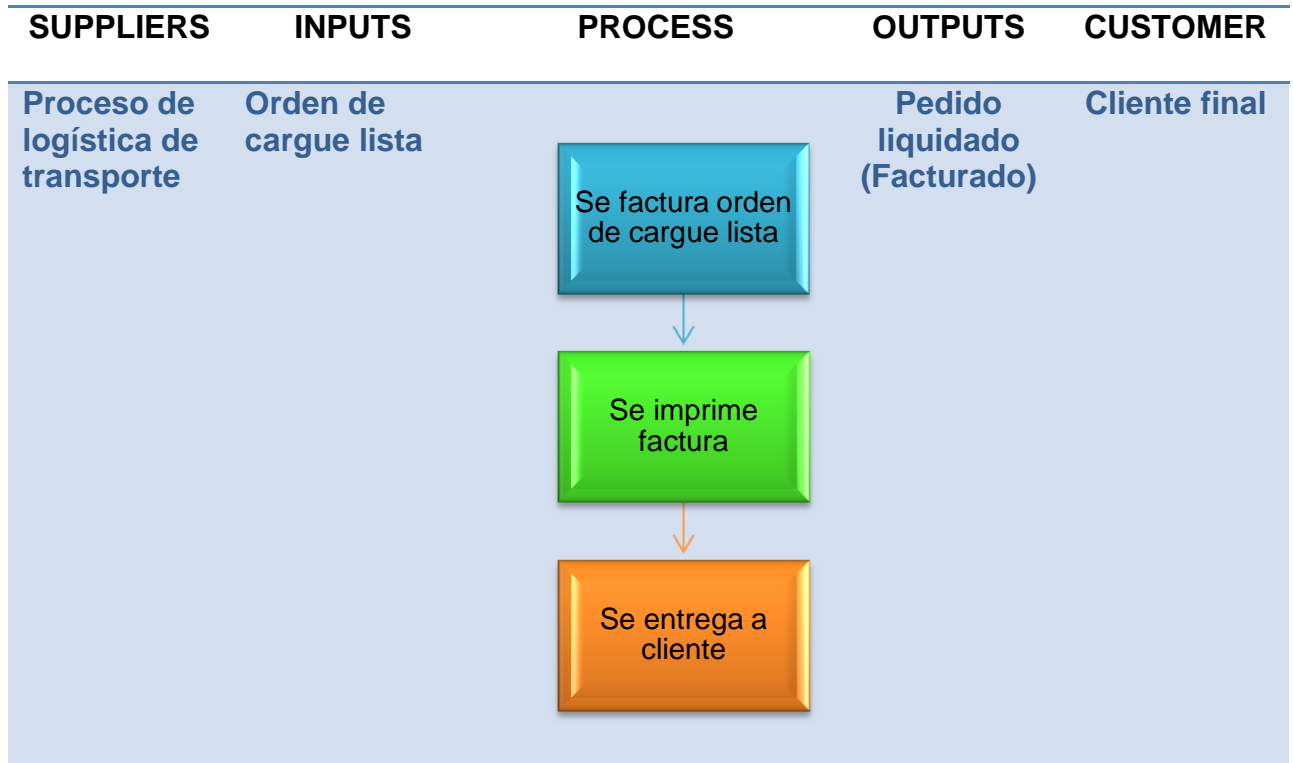 SUPPLIERS INPUTS PROCESS OUTPUTS CUSTOMER
Proceso de
logística de
transporte
Orden de
cargue lista
Se factura orden
de cargue lista
Se imprime
factura
Se entrega a
cliente
Pedido
liquidado
(Facturado)
Cliente final